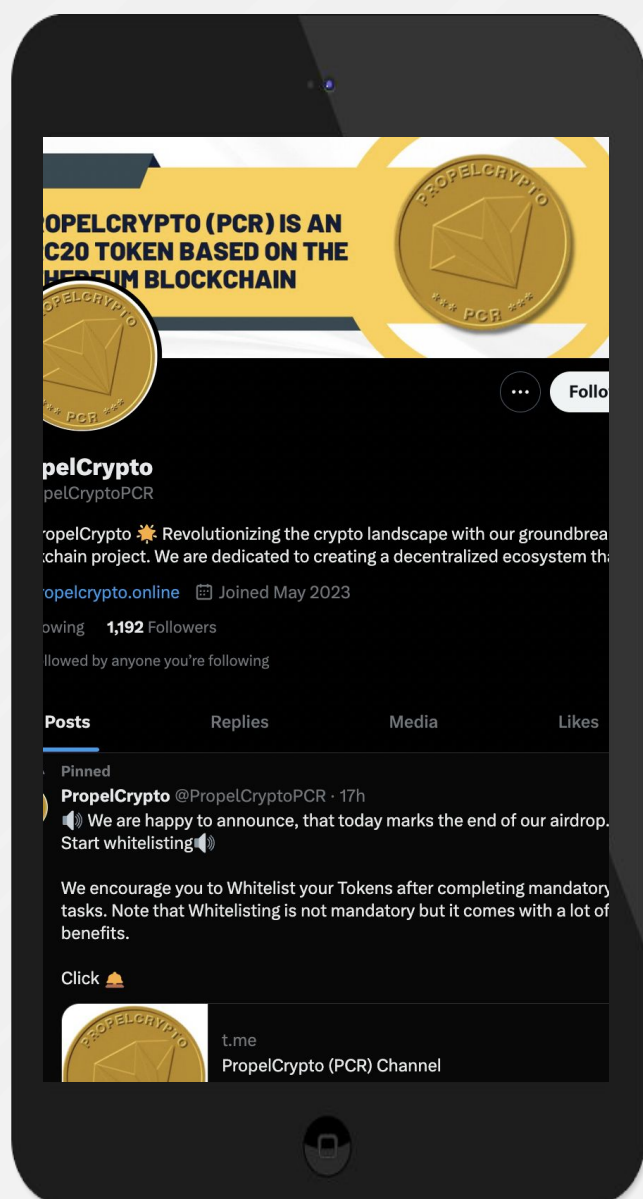 OPELCRYPTO (PCR) IS AN
C20 TOKEN BASED ON THE
HEREUM BLOCKCHAIN
PROPELCRYPTO
*** PCR ***
PROPELCRYPTO
*** PCR ***
Follo
pelCrypto
pelCryptoPCR
ropelCrypto 🌟 Revolutionizing the crypto landscape with our groundbrea
kchain project. We are dedicated to creating a decentralized ecosystem tha
ropelcrypto.online Joined May 2023
owing 1,192 Followers
llowed by anyone you're following
Posts Replies Media Likes
Pinned
PropelCrypto @PropelCryptoPCR · 17h
🔊 We are happy to announce, that today marks the end of our airdrop.
Start whitelisting🔊
We encourage you to Whitelist your Tokens after completing mandatory
tasks. Note that Whitelisting is not mandatory but it comes with a lot of
benefits.
Click 🛎️
PROPELCRYPTO
t.me
PropelCrypto (PCR) Channel